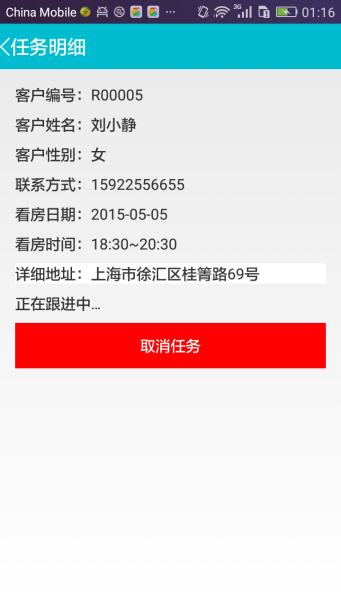 China Mobile 3G 01:16
任务明细
客户编号：R00005
客户姓名：刘小静
客户性别：女
联系方式：15922556655
看房日期：2015-05-05
看房时间：18:30~20:30
详细地址：上海市徐汇区桂箐路69号
正在跟进中...
取消任务